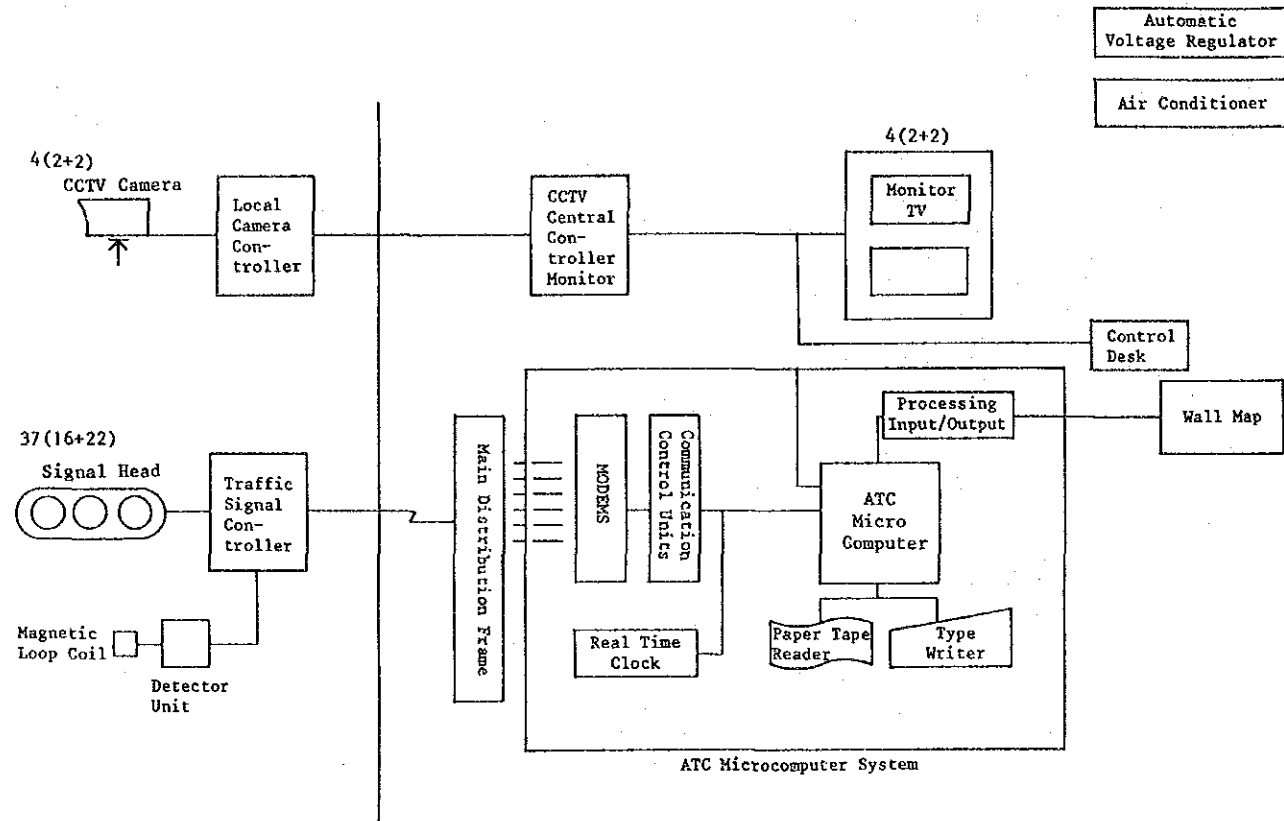 Automatic
Voltage Regulator
Air Conditioner
4(2+2)
CCTV Camera
Local
Camera
Con-
troller
CCTV
Central
Con-
troller
Monitor
4(2+2)
Monitor
TV
Control
Desk
37(16+22)
Signal Head
Traffic
Signal
Con-
troller
Magnetic
Loop Coil
Detector
Unit
Main Distribution Frame
MODEMS
Communication
Control Units
Real Time
Clock
Processing
Input/Output
ATC
Micro
Computer
Paper Tape
Reader
Type
Writer
Wall Map
ATC Microcomputer System